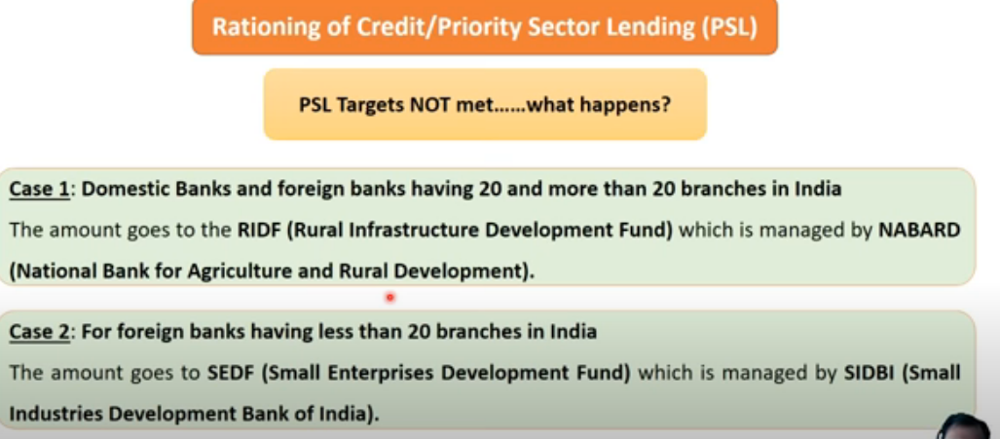 Rationing of Credit/Priority Sector Lending (PSL)
PSL Targets NOT met......what happens?
Case 1: Domestic Banks and foreign banks having 20 and more than 20 branches in India
The amount goes to the RIDF (Rural Infrastructure Development Fund) which is managed by NABARD
(National Bank for Agriculture and Rural Development).
Case 2: For foreign banks having less than 20 branches in India
The amount goes to SEDF (Small Enterprises Development Fund) which is managed by SIDBI (Small
Industries Development Bank of India).